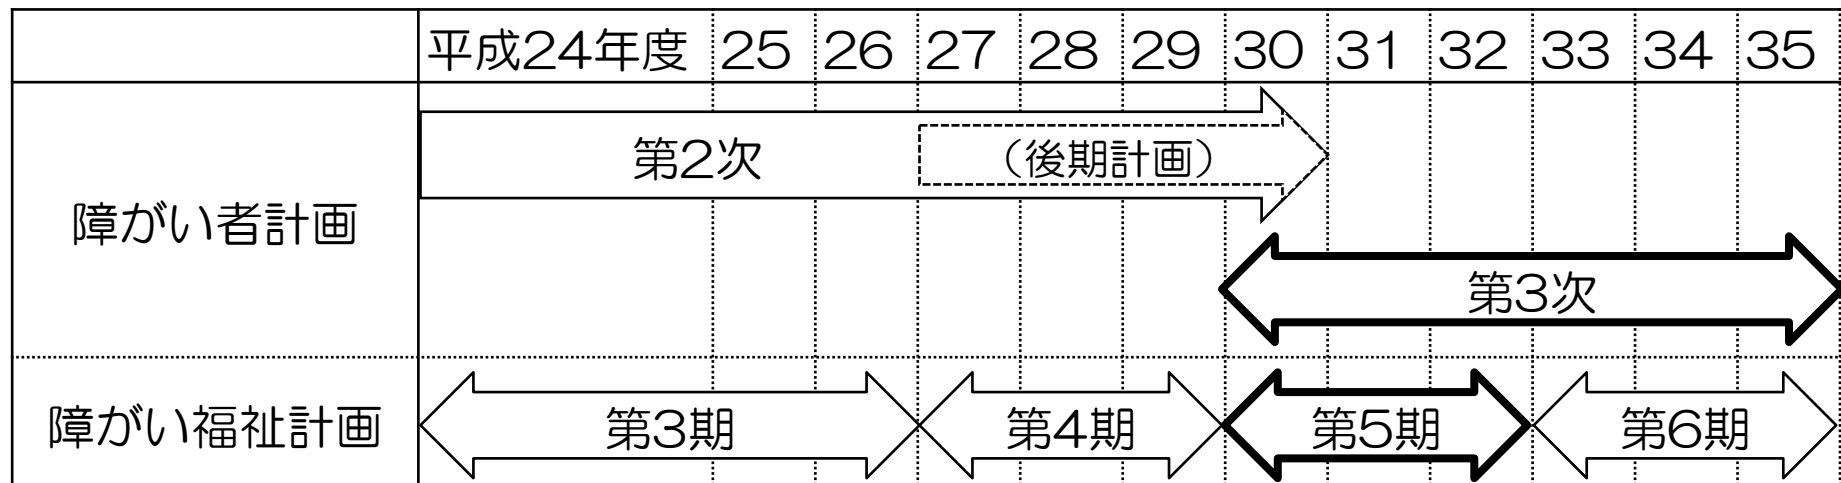 平成24年度 25 26 27 28 29 30 31 32 33 34 35
障がい者計画
第2次 (後期計画)
第3次
障がい福祉計画 第3期 第4期 第5期 第6期